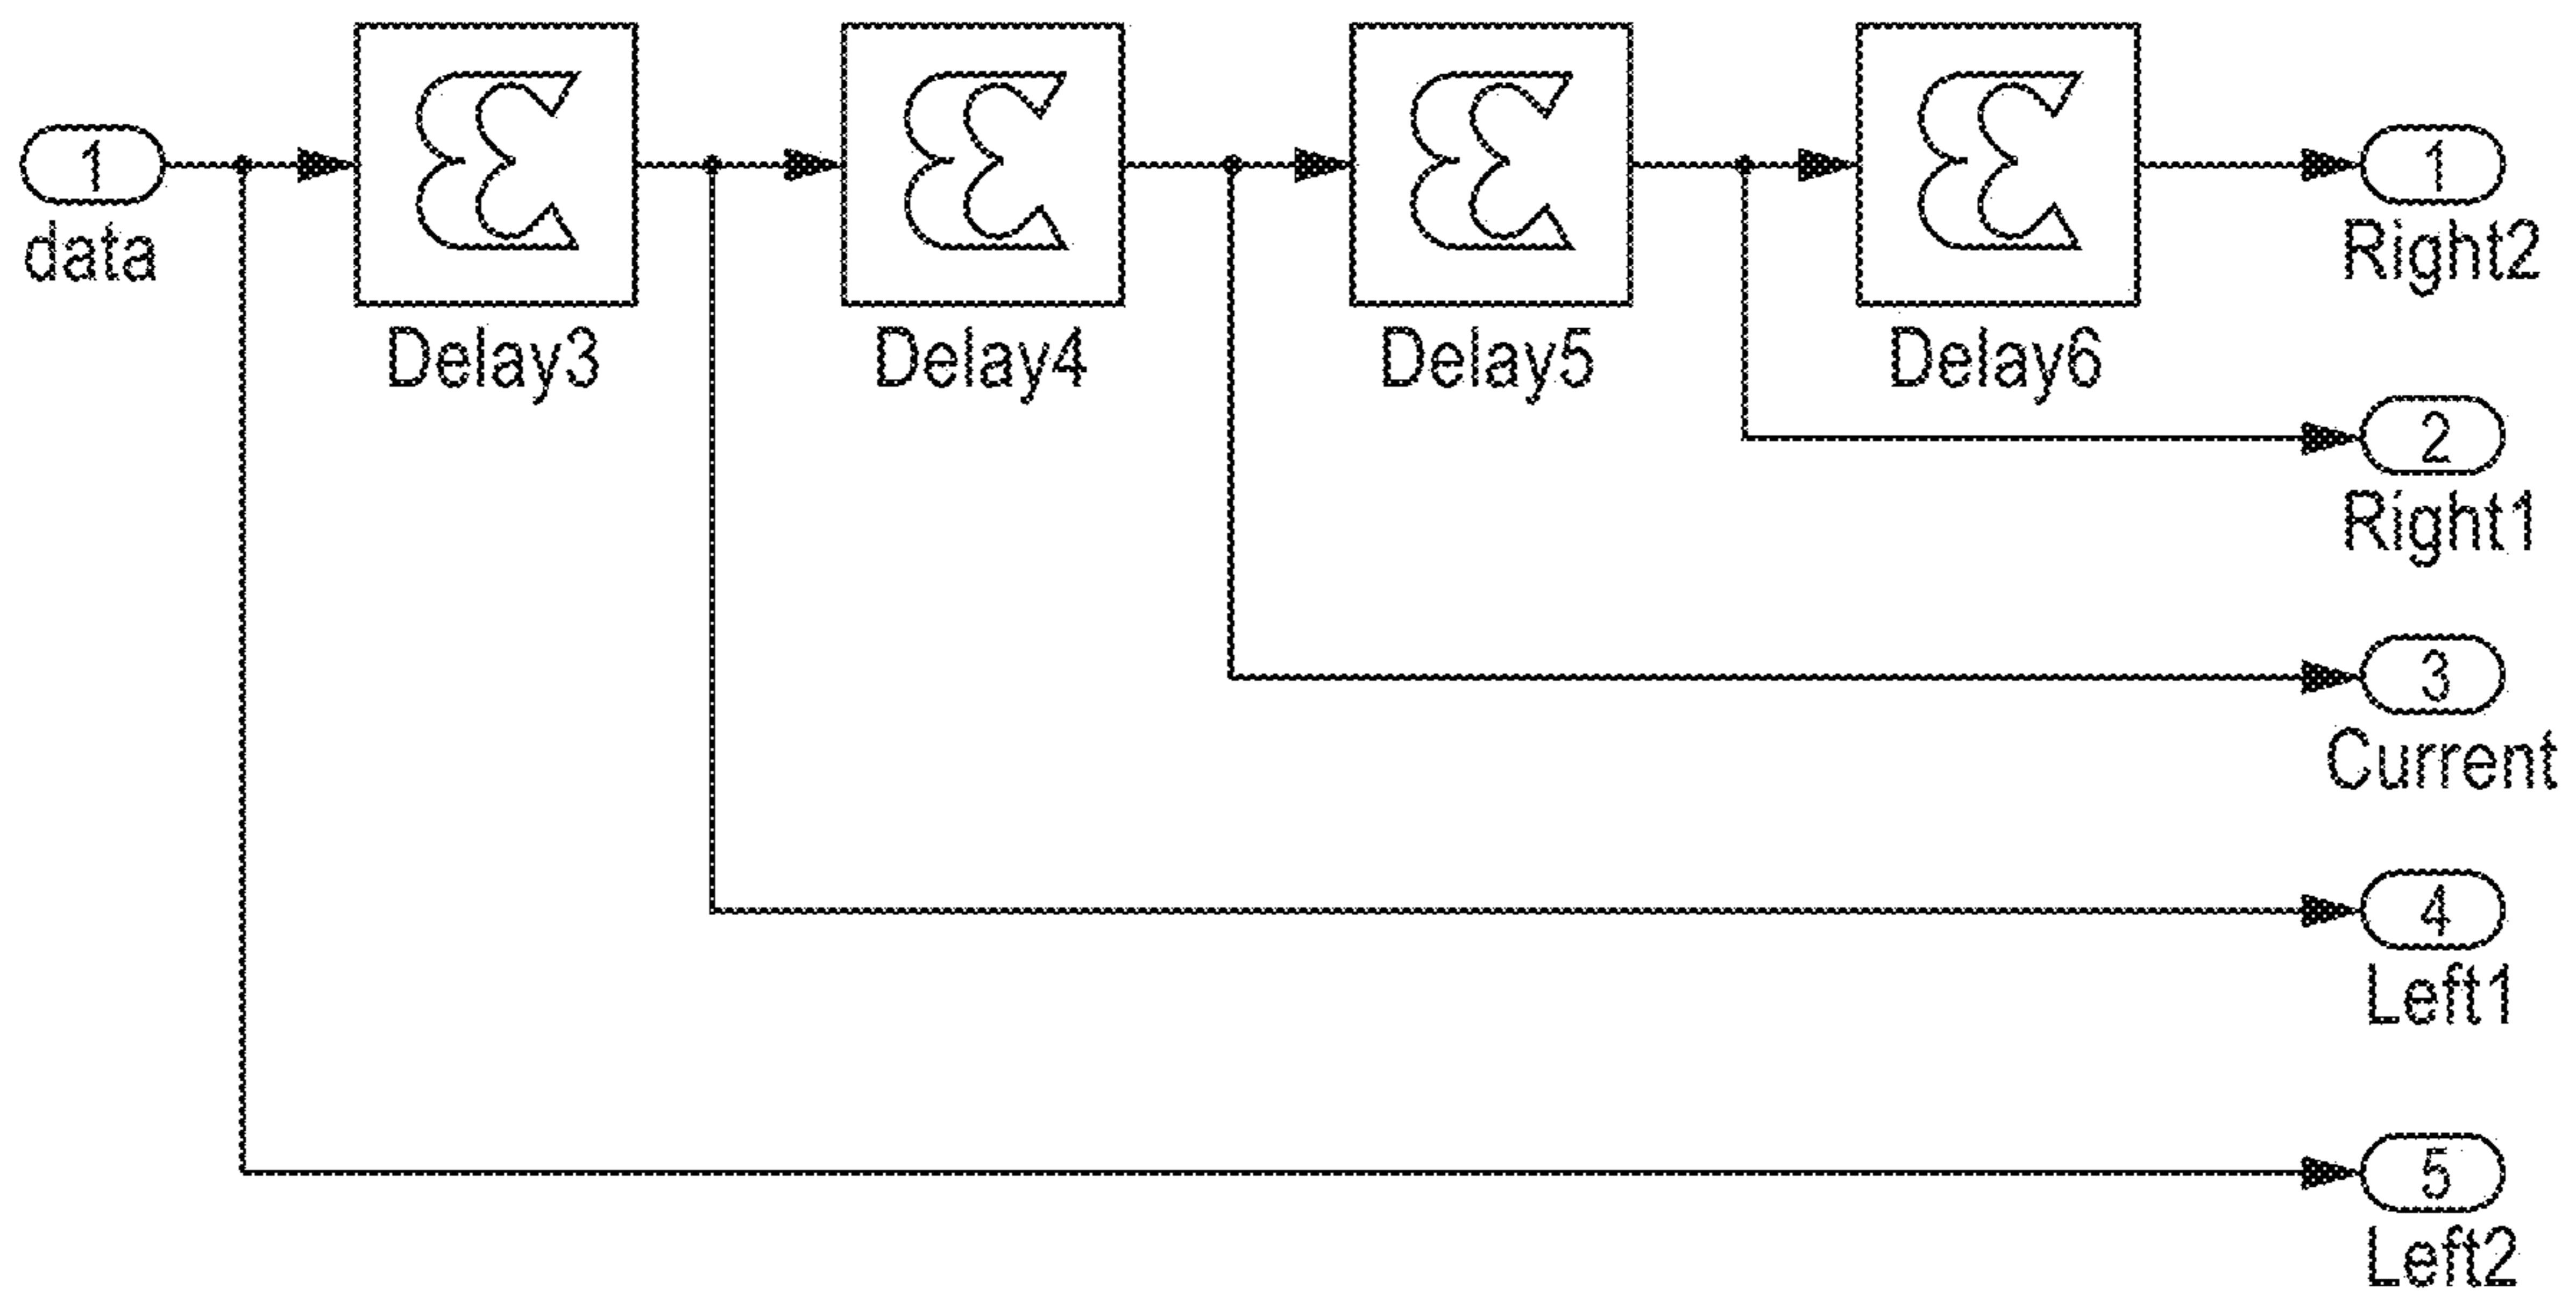 1
data
Delay3
Delay4
Delay5
Delay6
1
Right2
2
Right1
3
Current
4
Left1
5
Left2